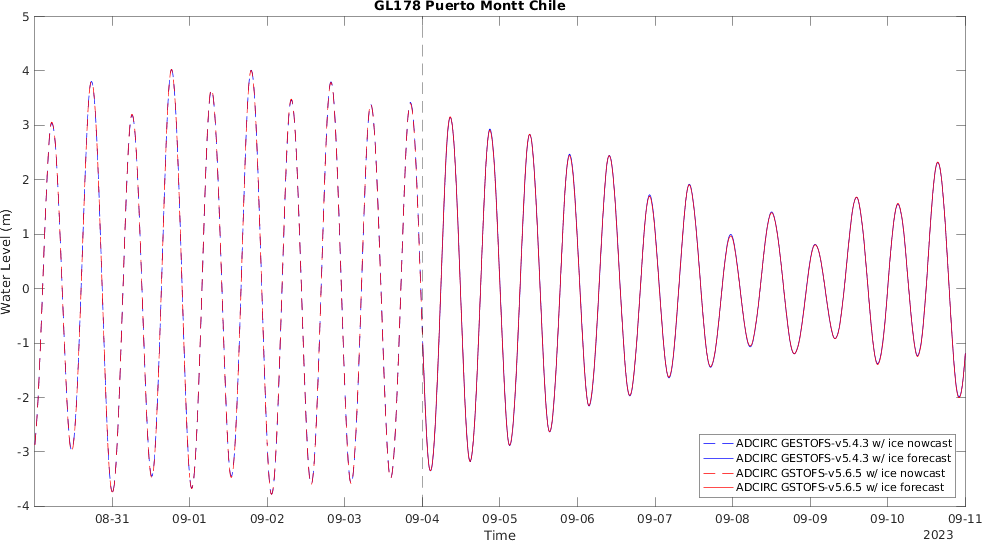 GL178 Puerto Montt Chile
5
4
3
2
1
0
-1
-2
-3
-4
Water Level (m)
ADCIRC GESTOFS-v5.4.3 w/ ice nowcast
ADCIRC GESTOFS-v5.4.3 w/ ice forecast
ADCIRC GSTOFS-v5.6.5 w/ ice nowcast
ADCIRC GSTOFS-v5.6.5 w/ ice forecast
08-31 09-01 09-02 09-03 09-04 09-05 09-06 09-07 09-08 09-09 09-10 09-11
Time
2023